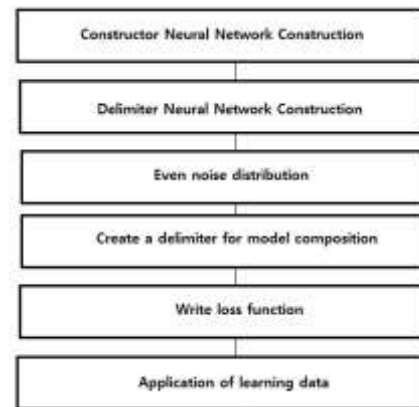 Constructor Neural Network Construction
Delimiter Neural Network Construction
Even noise distribution
Create a delimiter for model composition
Write loss function
Application of learning data